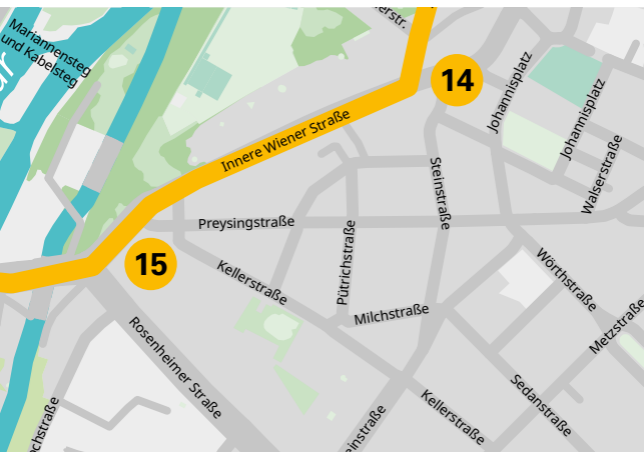 Mariannensteg
und Kabelsteg
14
Johannisplatz
Johannisplatz
Innere Wiener Straße
Walserstraße
Steinstraße
Preysingstraße
Pütrichstraße
15
Kellerstraße
Wörthstraße
Milchstraße
Metzstraße
Rosenheimer Straße
Sedanstraße
Kellerstraße